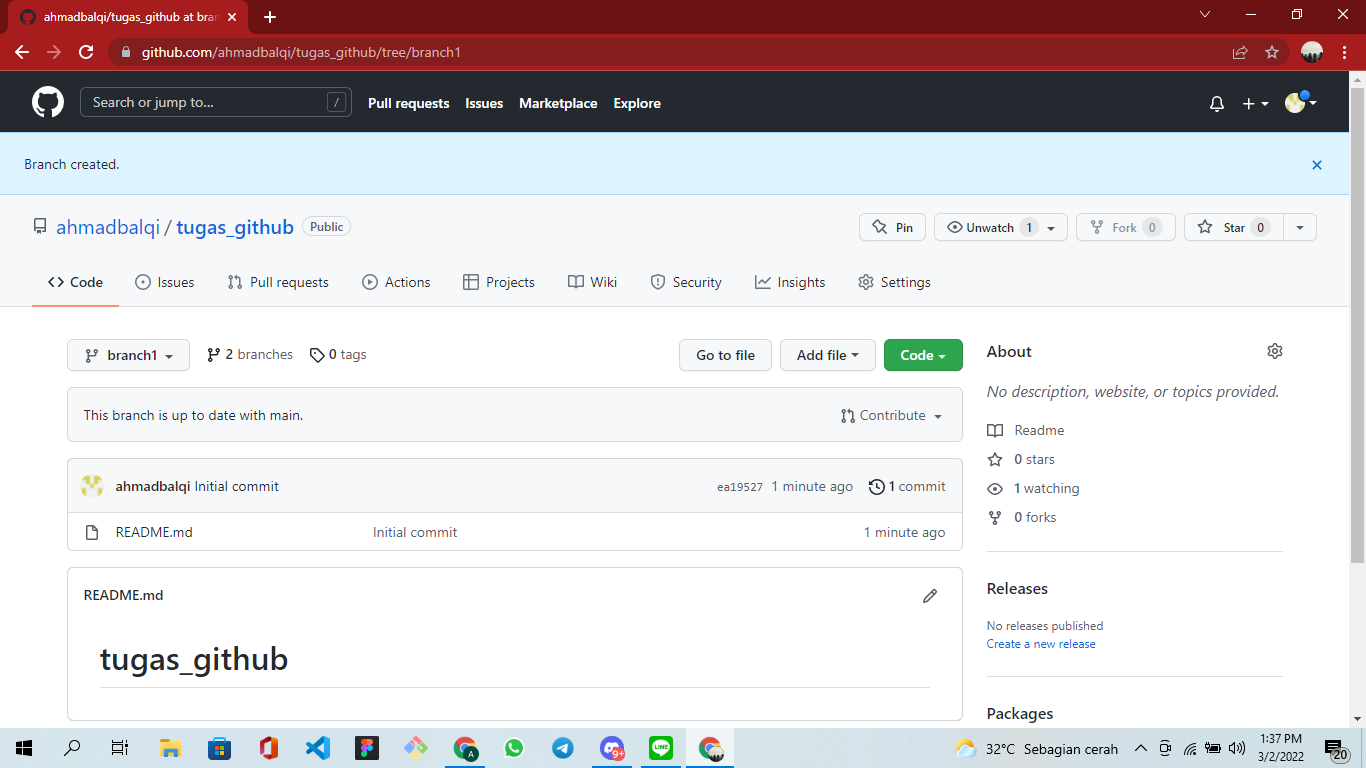 ahmadbalqi/tugas_github at bran
github.com/ahmadbalqi/tugas_github/tree/branch1
Search or jump to... /
Pull requests Issues Marketplace Explore
Branch created.
ahmadbalqi / tugas_github Public
Pin Unwatch 1 Fork 0 Star 0
Code Issues Pull requests Actions Projects Wiki Security Insights Settings
branch1 2 branches 0 tags Go to file Add file Code
This branch is up to date with main. Contribute
ahmadbalqi Initial commit ea19527 1 minute ago 1 commit
README.md Initial commit 1 minute ago
README.md
tugas_github
About
No description, website, or topics provided.
Readme
0 stars
1 watching
0 forks
Releases
No releases published
Create a new release
Packages
A 9+ LINE 32°C Sebagian cerah 1:37 PM
3/2/2022 20